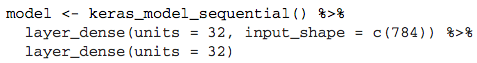 model <- keras_model_sequential() %>%
  layer_dense(units = 32, input_shape = c(784)) %>%
  layer_dense(units = 32)